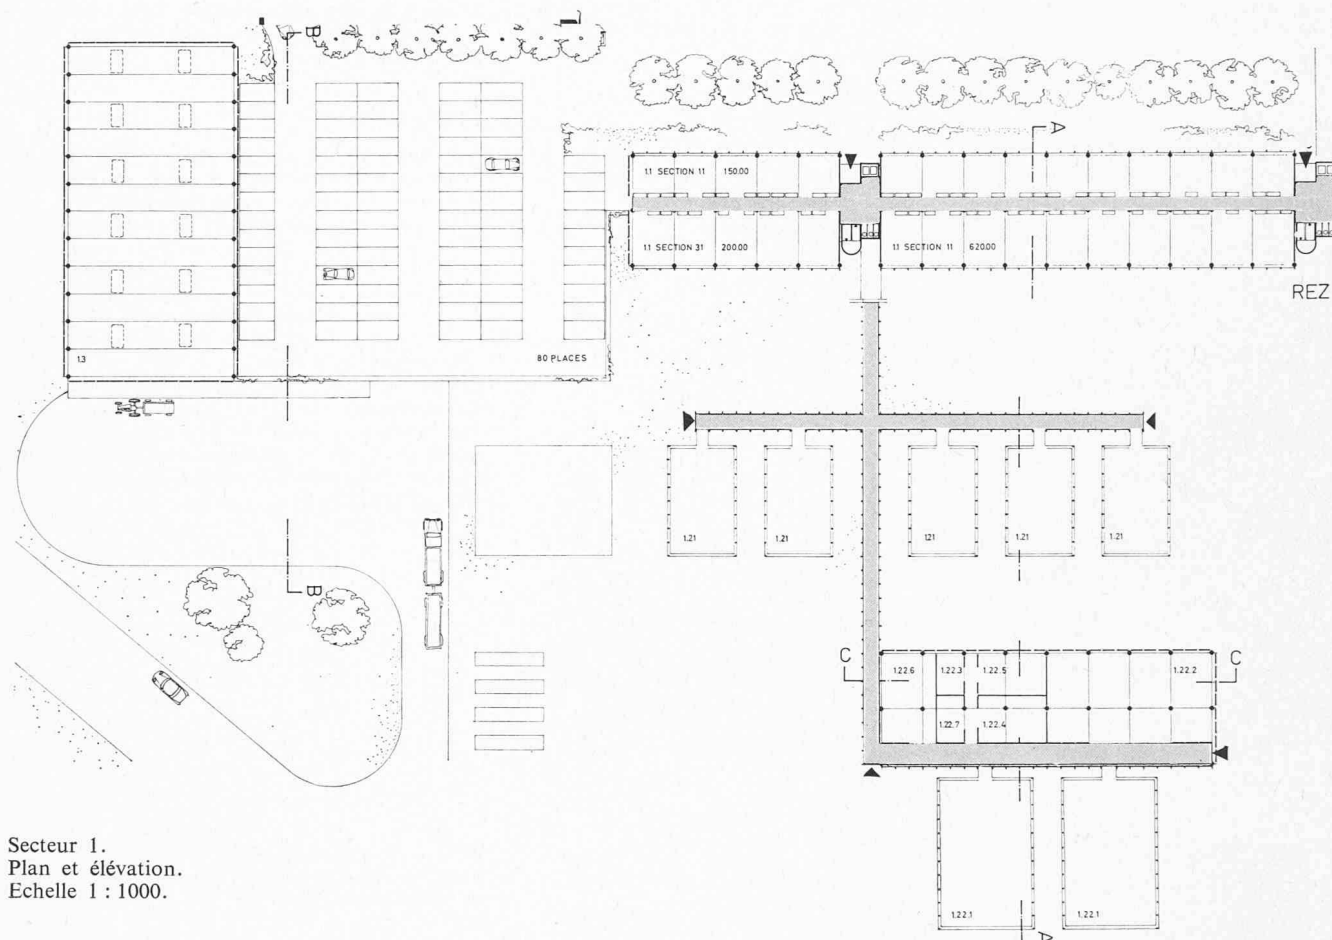 B
A
1.1 SECTION 11 150.00
1.1 SECTION 31 200.00
1.1 SECTION 11 620.00
REZ
1.3
80 PLACES
1.21
1.21
1.21
1.21
1.21
B
C
1.22.6
1.22.3
1.22.5
1.22.2
C
1.22.7
1.22.4
1.22.1
1.22.1
A
Secteur 1.
Plan et élévation.
Echelle 1 : 1000.